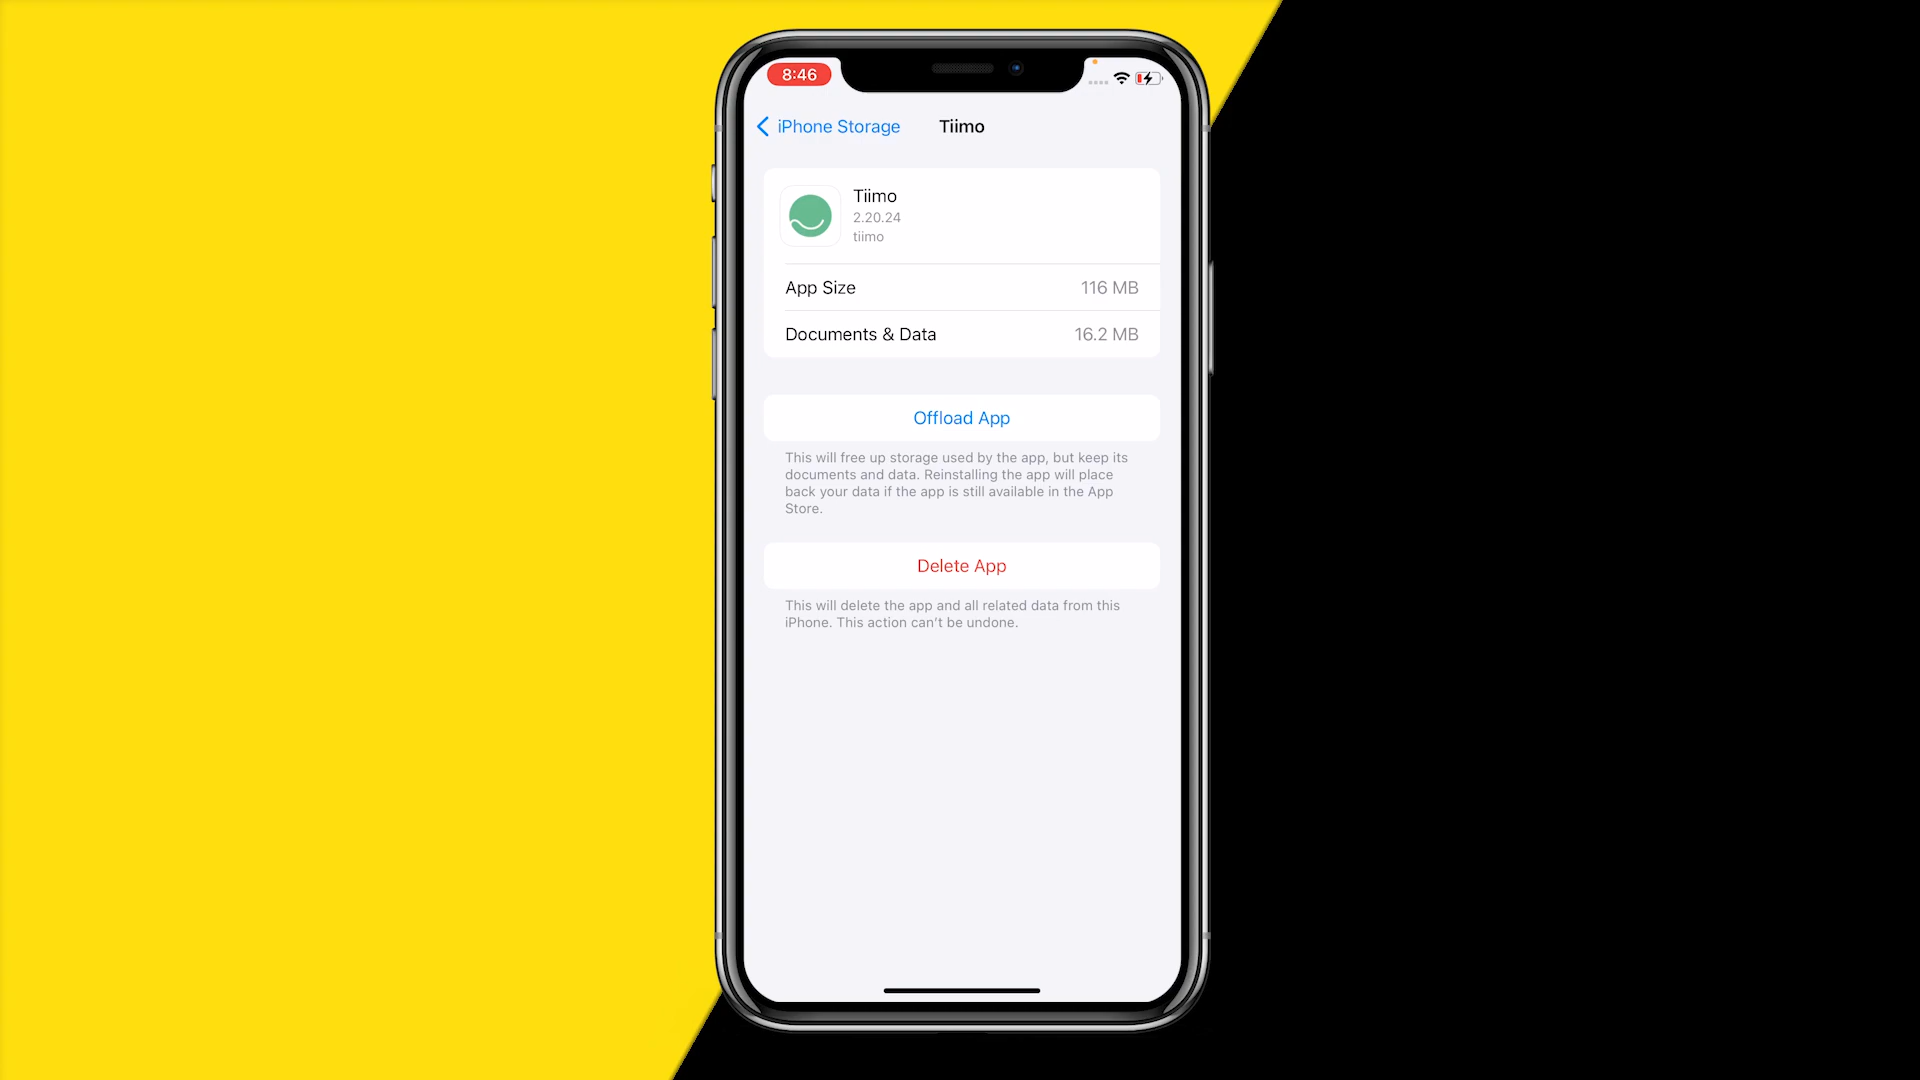 8:46
iPhone Storage
Tiimo
Tiimo
2.20.24
tiimo
App Size
116 MB
Documents & Data
16.2 MB
Offload App
This will free up storage used by the app, but keep its
documents and data. Reinstalling the app will place
back your data if the app is still available in the App
Store.
Delete App
This will delete the app and all related data from this
iPhone. This action can't be undone.